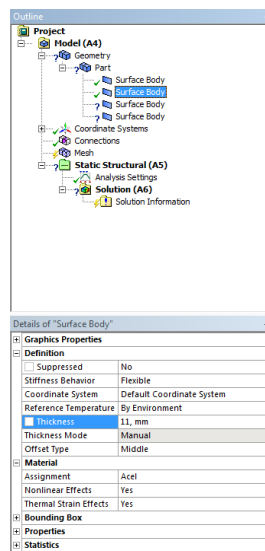 Outline
Project
Model (A4)
Geometry
Part
Surface Body
Surface Body
Surface Body
Surface Body
Coordinate Systems
Connections
Mesh
Static Structural (A5)
Analysis Settings
Solution (A6)
Solution Information
Details of "Surface Body"
Graphics Properties
Definition
Suppressed No
Stiffness Behavior Flexible
Coordinate System Default Coordinate System
Reference Temperature By Environment
Thickness 11, mm
Thickness Mode Manual
Offset Type Middle
Material
Assignment Acel
Nonlinear Effects Yes
Thermal Strain Effects Yes
Bounding Box
Properties
Statistics